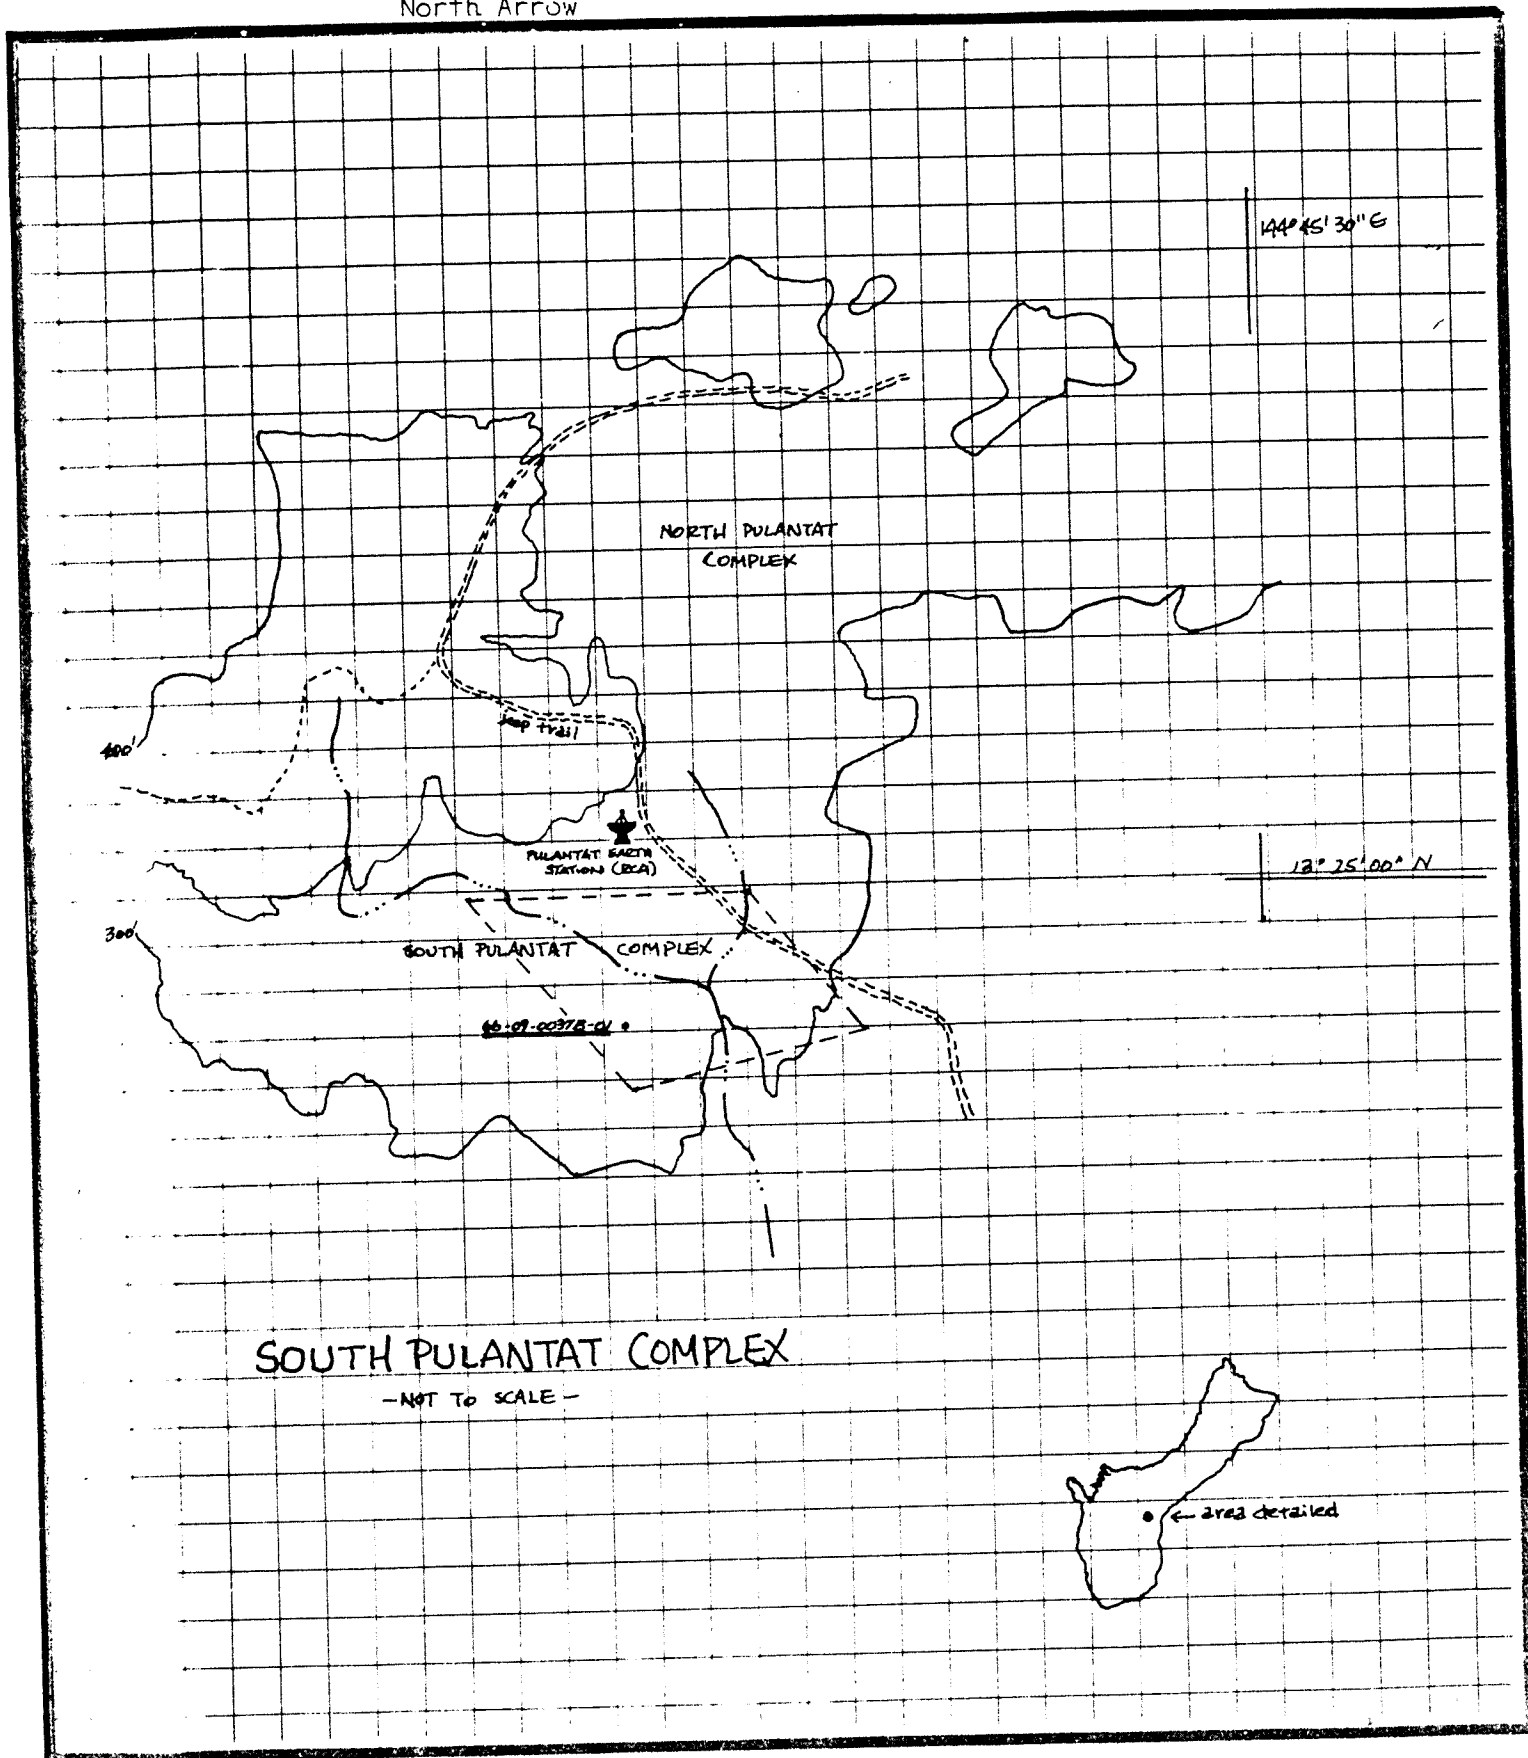 North Arrow
144° 45' 30" E
NORTH PULANTAT
COMPLEX
jeep trail
400'
PULANTAT EARTH
STATION (RCA)
13° 25' 00" N
300'
SOUTH PULANTAT COMPLEX
SOUTH PULANTAT COMPLEX
-NOT TO SCALE-
← area detailed